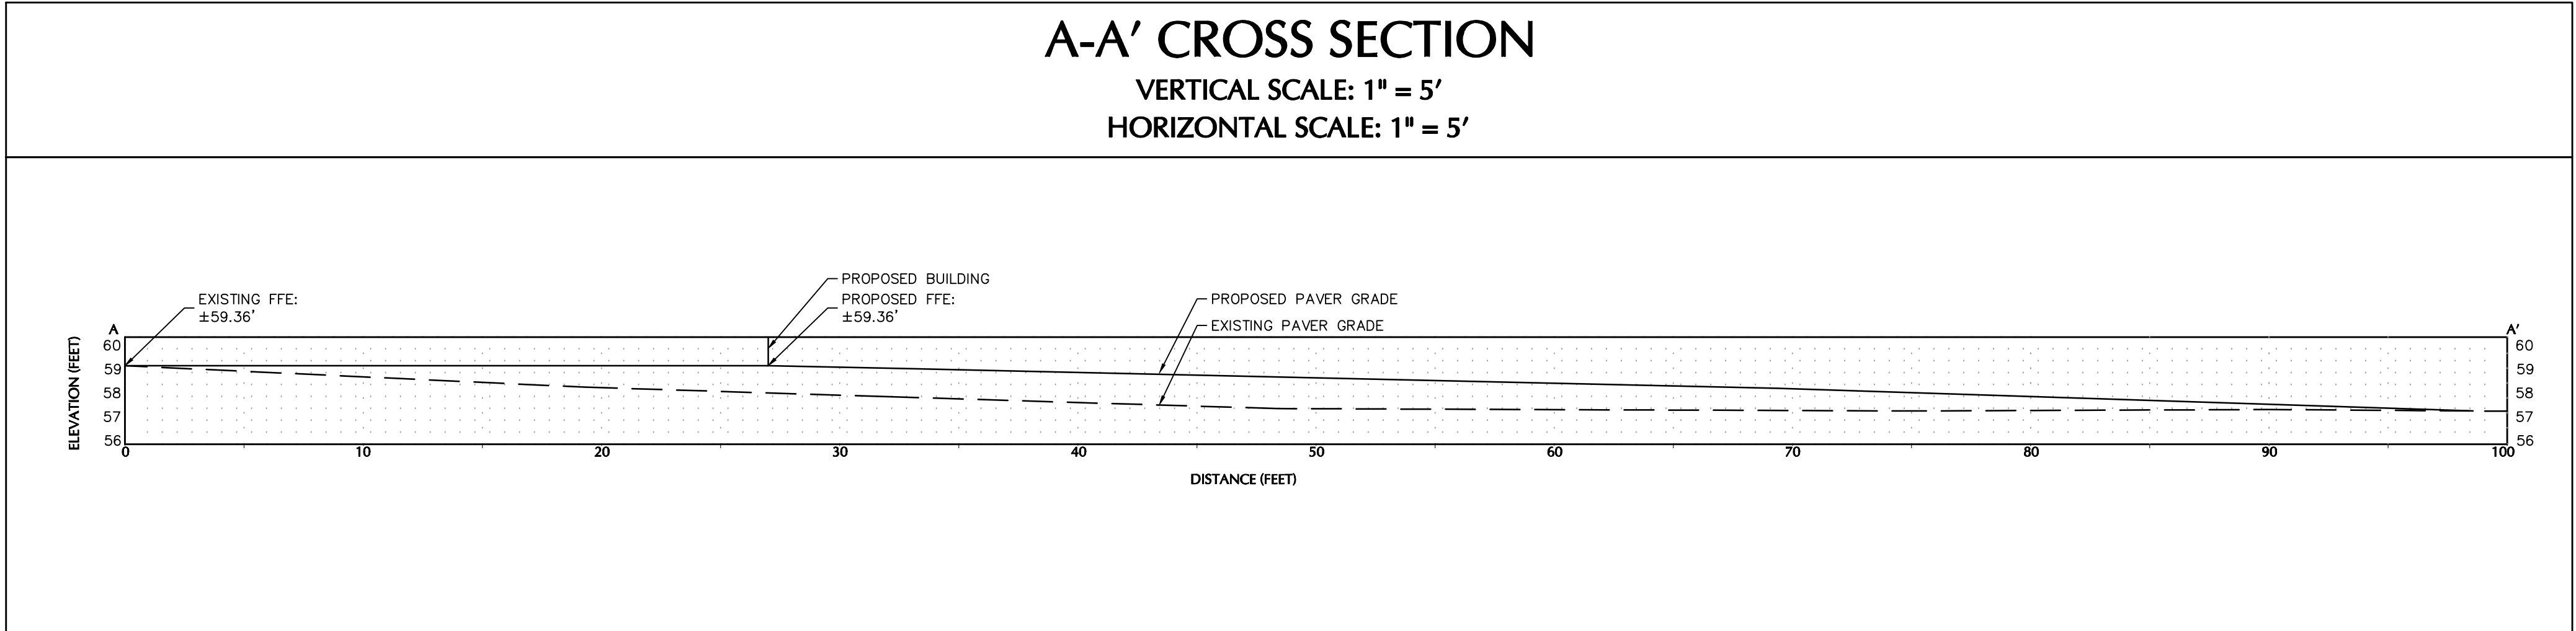 A-A' CROSS SECTION
VERTICAL SCALE: 1" = 5'
HORIZONTAL SCALE: 1" = 5'
PROPOSED BUILDING
EXISTING FFE:
±59.36'
PROPOSED FFE:
±59.36'
PROPOSED PAVER GRADE
EXISTING PAVER GRADE
A
A'
ELEVATION (FEET)
60
59
58
57
56
60
59
58
57
56
0 10 20 30 40 50 60 70 80 90 100
DISTANCE (FEET)